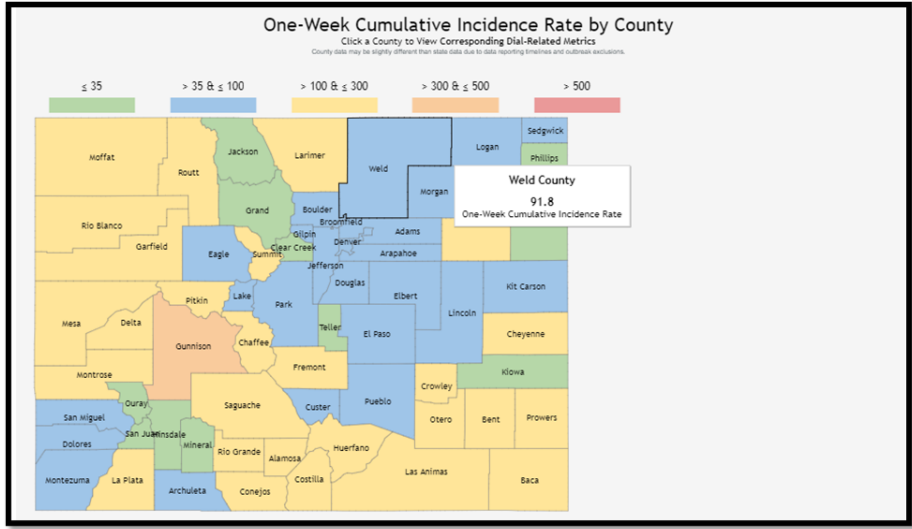 One-Week Cumulative Incidence Rate by County
Click a County to View Corresponding Dial-Related Metrics
County data may be slightly different than state data due to data reporting timelines and outbreak exclusions.
≤ 35
> 35 & ≤ 100
> 100 & ≤ 300
> 300 & ≤ 500
> 500
Moffat
Routt
Jackson
Larimer
Weld
Logan
Sedgwick
Phillips
Morgan
Weld County
91.8
One-Week Cumulative Incidence Rate
Rio Blanco
Grand
Boulder
Broomfield
Garfield
Eagle
Summit
Gilpin
Clear Creek
Denver
Adams
Arapahoe
Jefferson
Douglas
Elbert
Kit Carson
Pitkin
Lake
Park
Lincoln
Mesa
Delta
Gunnison
Chaffee
Teller
El Paso
Cheyenne
Montrose
Fremont
Kiowa
Ouray
Saguache
Custer
Pueblo
Crowley
San Miguel
Otero
Bent
Prowers
San Juan
Hinsdale
Dolores
Mineral
Rio Grande
Alamosa
Huerfano
Las Animas
Montezuma
La Plata
Archuleta
Conejos
Costilla
Baca